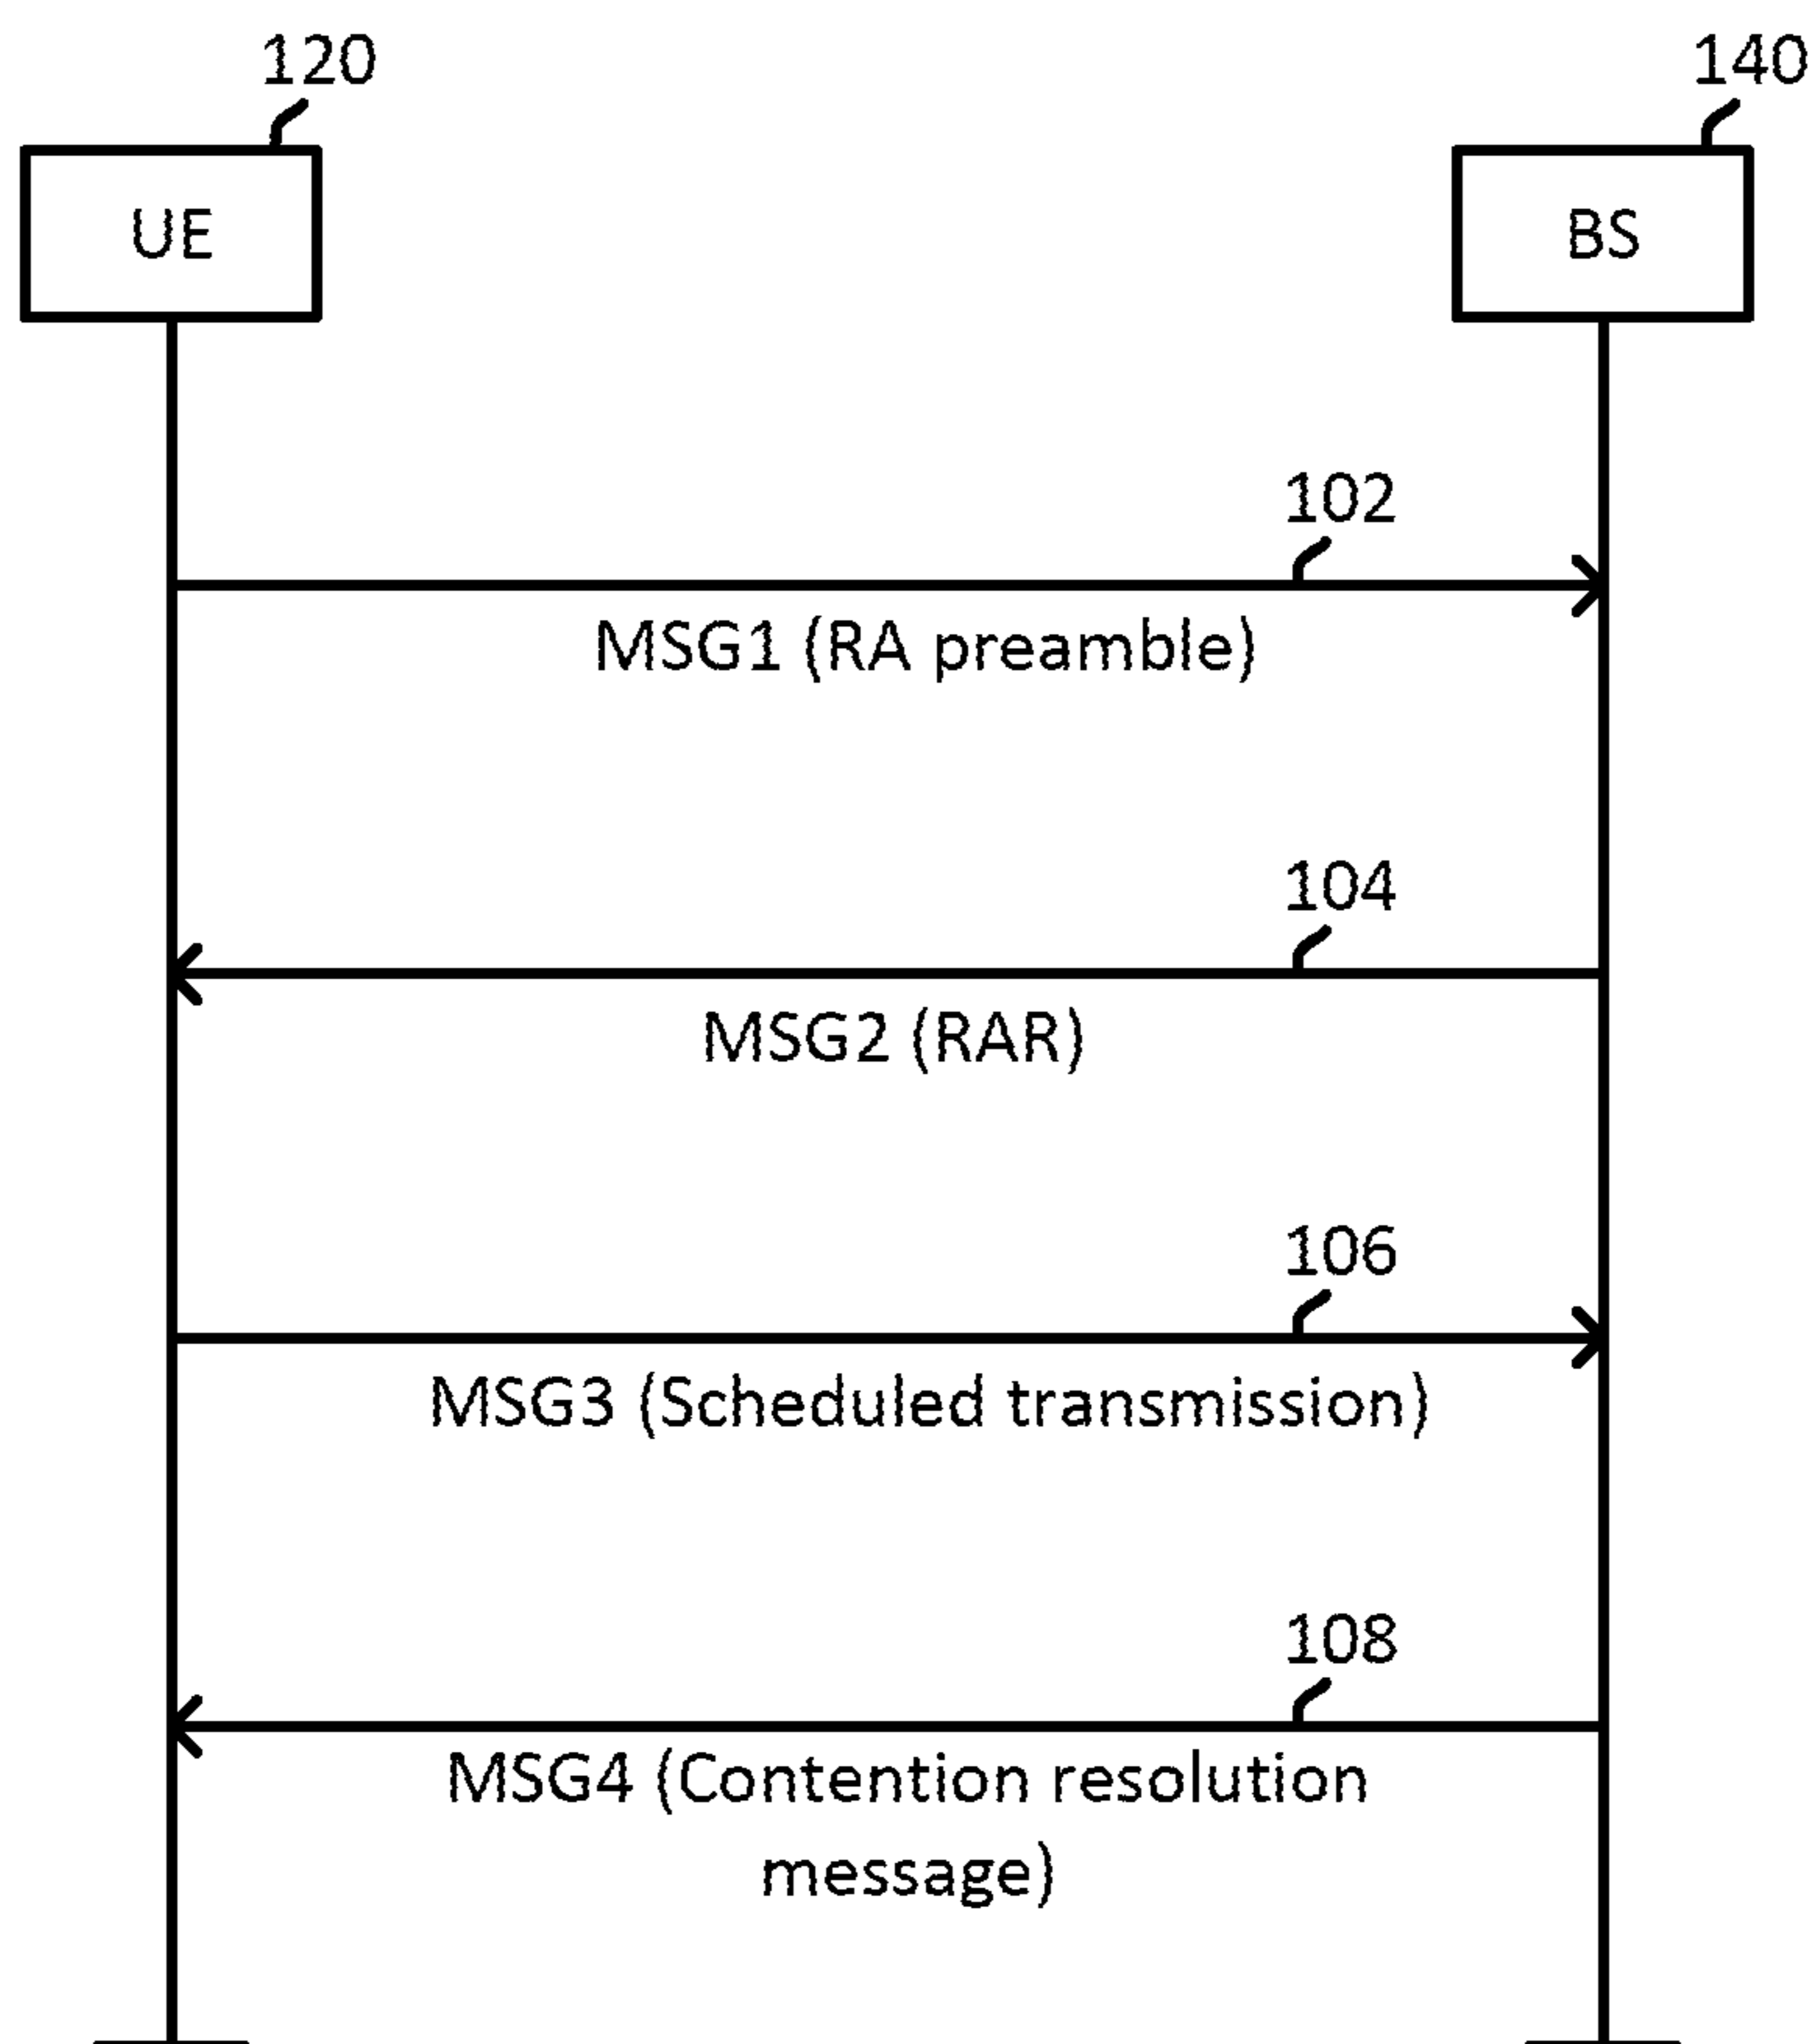 120
140
UE
BS
102
MSG1 (RA preamble)
104
MSG2 (RAR)
106
MSG3 (Scheduled transmission)
108
MSG4 (Contention resolution
message)